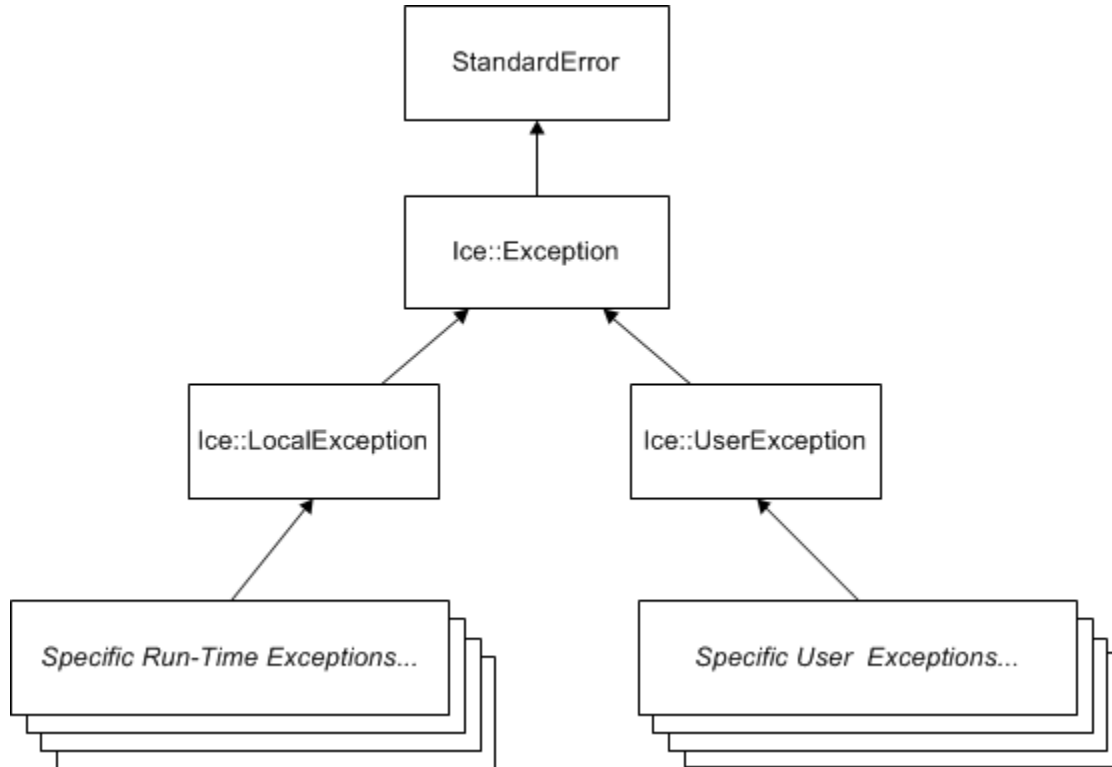 StandardError
Ice::Exception
Ice::LocalException
Ice::UserException
Specific Run-Time Exceptions...
Specific User Exceptions...